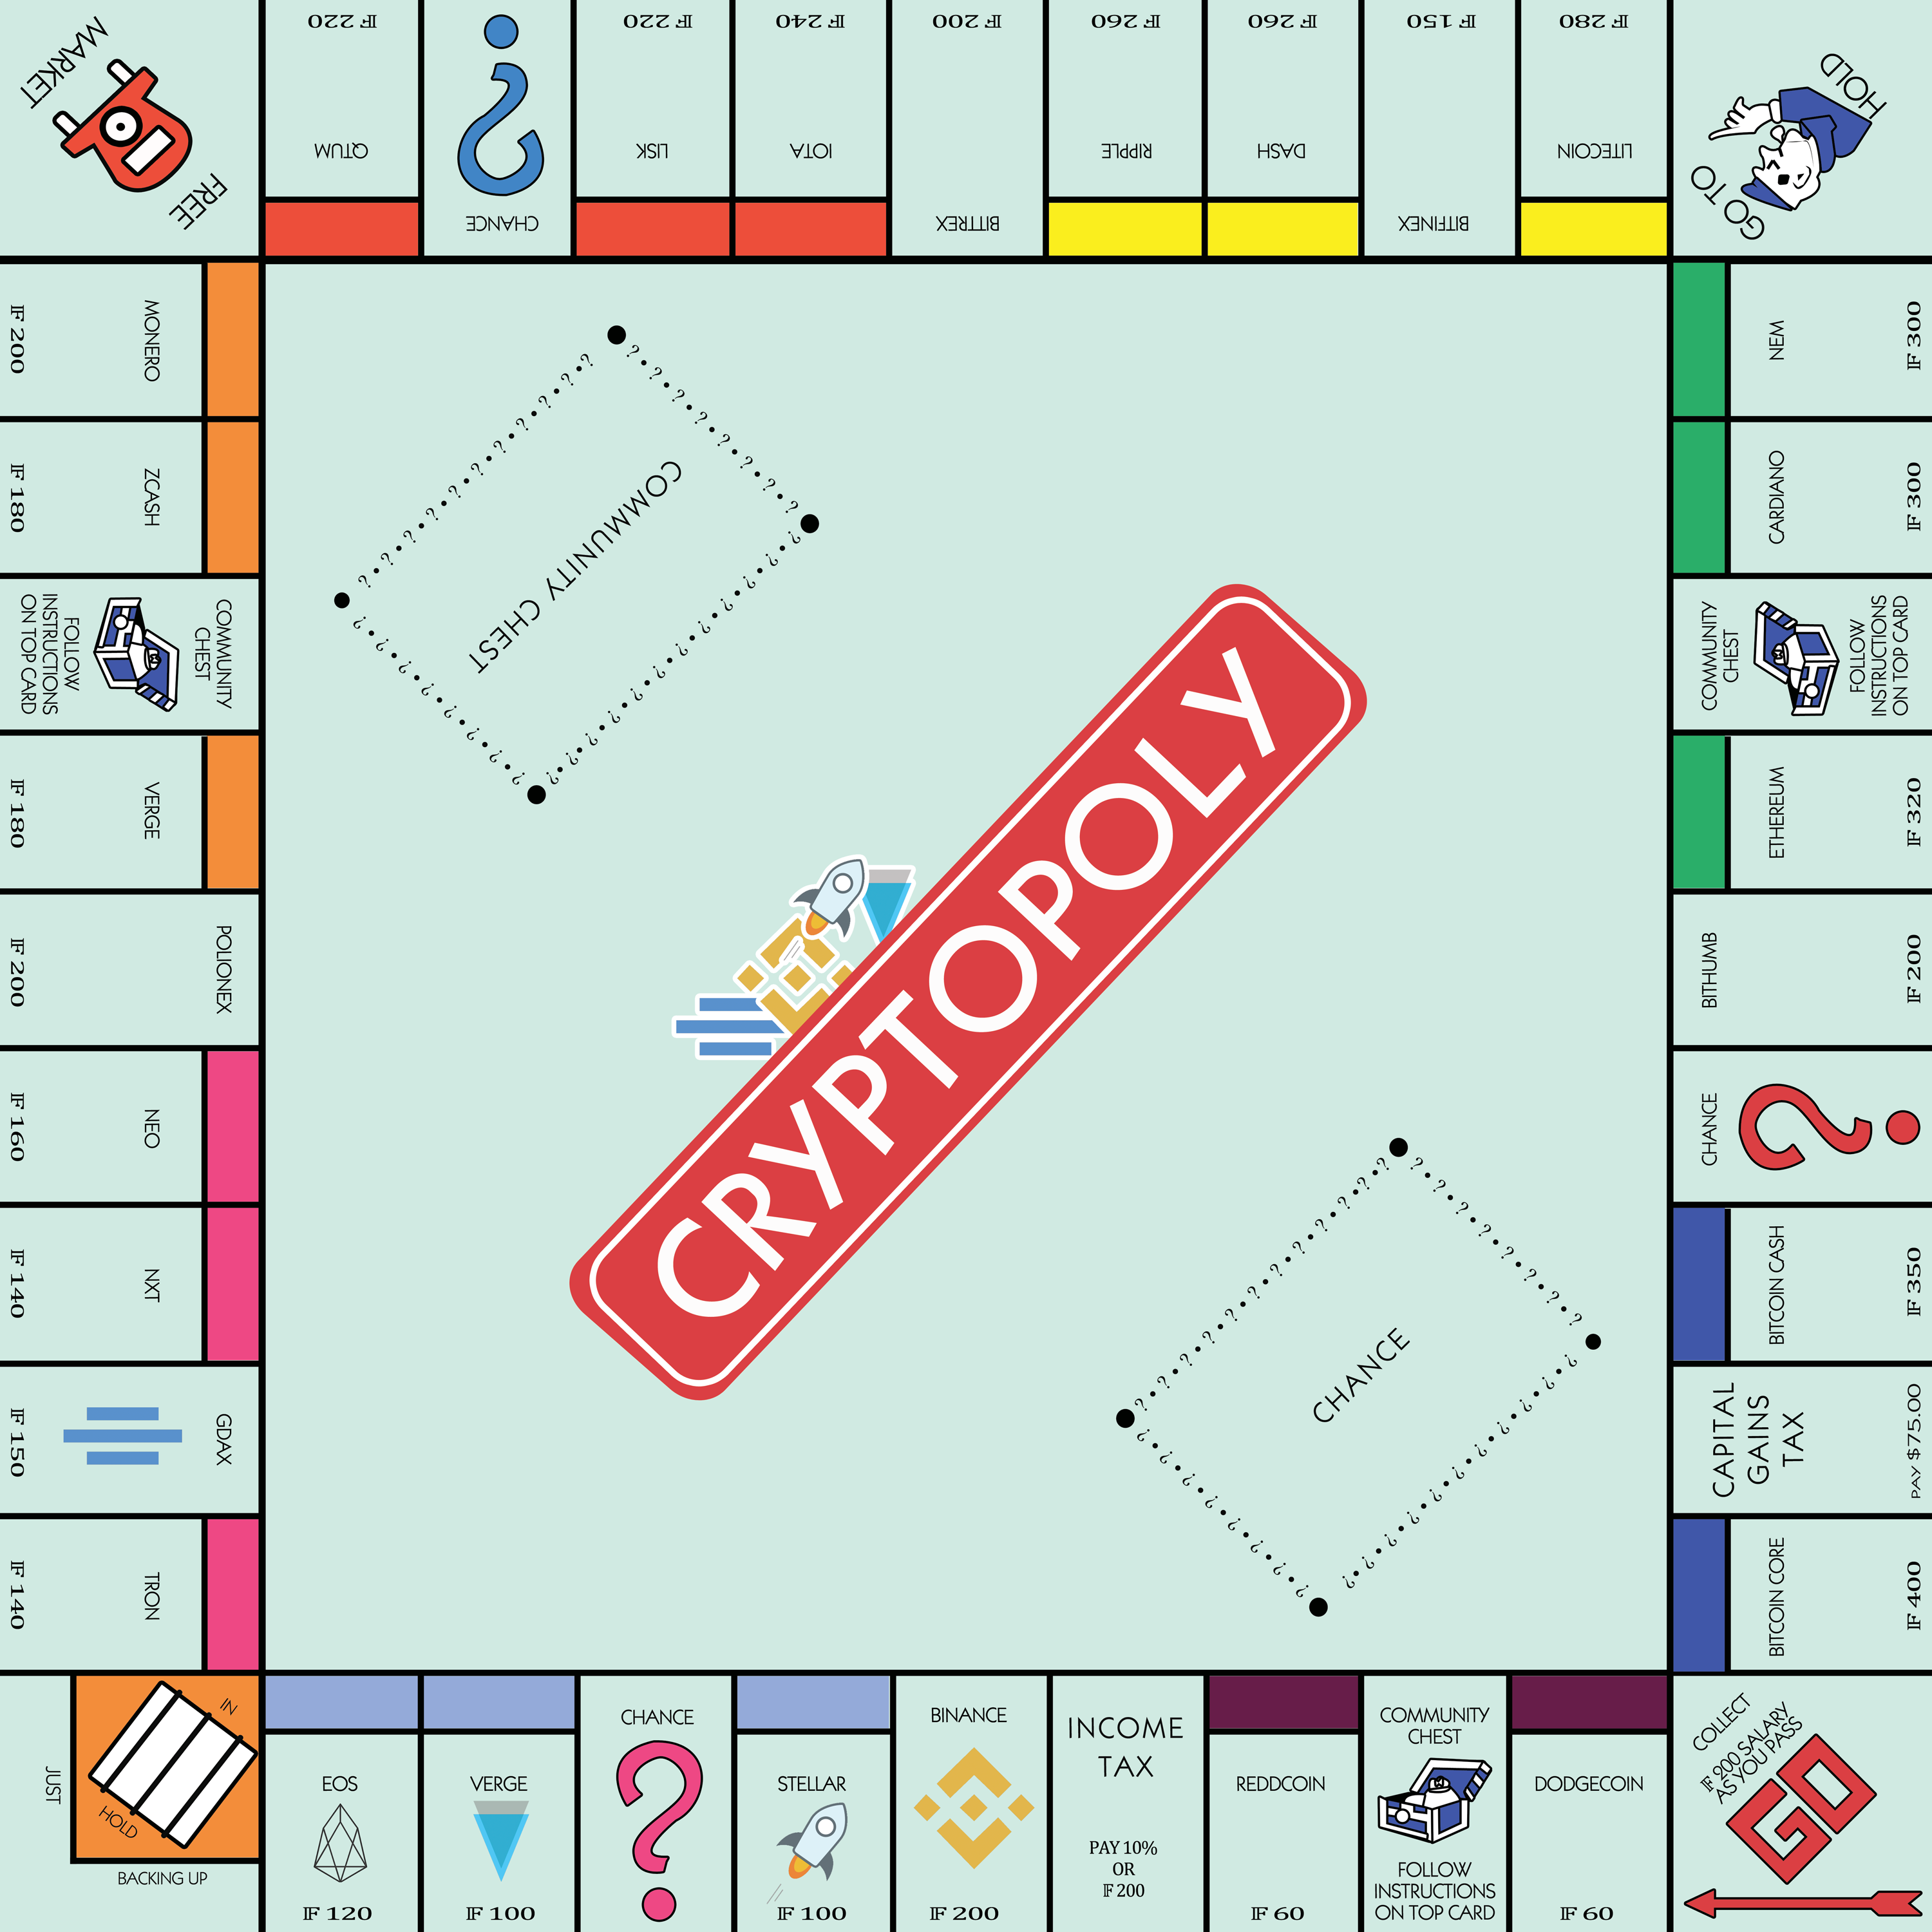 MARKET
FREE
₣ 220
QTUM
CHANCE
₣ 220
LISK
₣ 240
IOTA
₣ 200
BITTREX
₣ 260
RIPPLE
₣ 260
DASH
₣ 150
BITFINEX
₣ 280
LITECOIN
GO TO
HOLD
MONERO
₣ 200
ZCASH
₣ 180
COMMUNITY
CHEST
FOLLOW
INSTRUCTIONS
ON TOP CARD
VERGE
₣ 180
POLIONEX
₣ 200
NEO
₣ 160
NXT
₣ 140
GDAX
₣ 150
TRON
₣ 140
COMMUNITY CHEST
CRYPTOPOLY
CHANCE
NEM
₣ 300
CARDIANO
₣ 300
COMMUNITY
CHEST
FOLLOW
INSTRUCTIONS
ON TOP CARD
ETHEREUM
₣ 320
BITHUMB
₣ 200
CHANCE
?
BITCOIN CASH
₣ 350
CAPITAL
GAINS
TAX
PAY $75.00
BITCOIN CORE
₣ 400
JUST
IN
HOLD
BACKING UP
EOS
₣ 120
VERGE
₣ 100
CHANCE
?
STELLAR
₣ 100
BINANCE
₣ 200
INCOME
TAX
PAY 10%
OR
₣ 200
REDDCOIN
₣ 60
COMMUNITY
CHEST
FOLLOW
INSTRUCTIONS
ON TOP CARD
DODGECOIN
₣ 60
COLLECT
₣ 200 SALARY
AS YOU PASS
GO